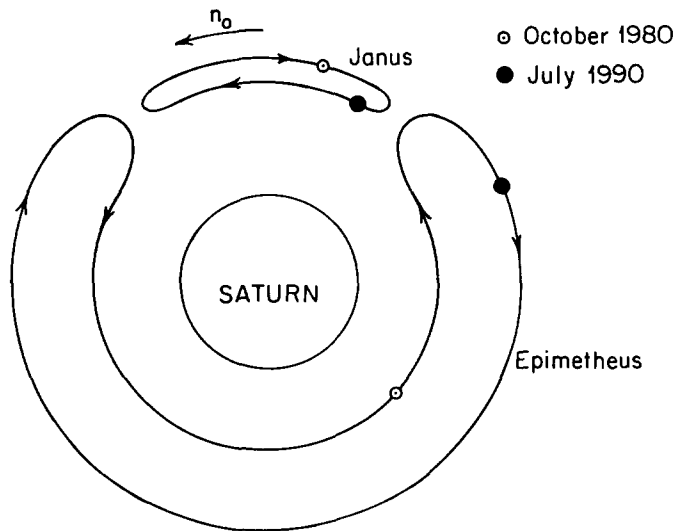 n₀
Janus
October 1980
July 1990
SATURN
Epimetheus